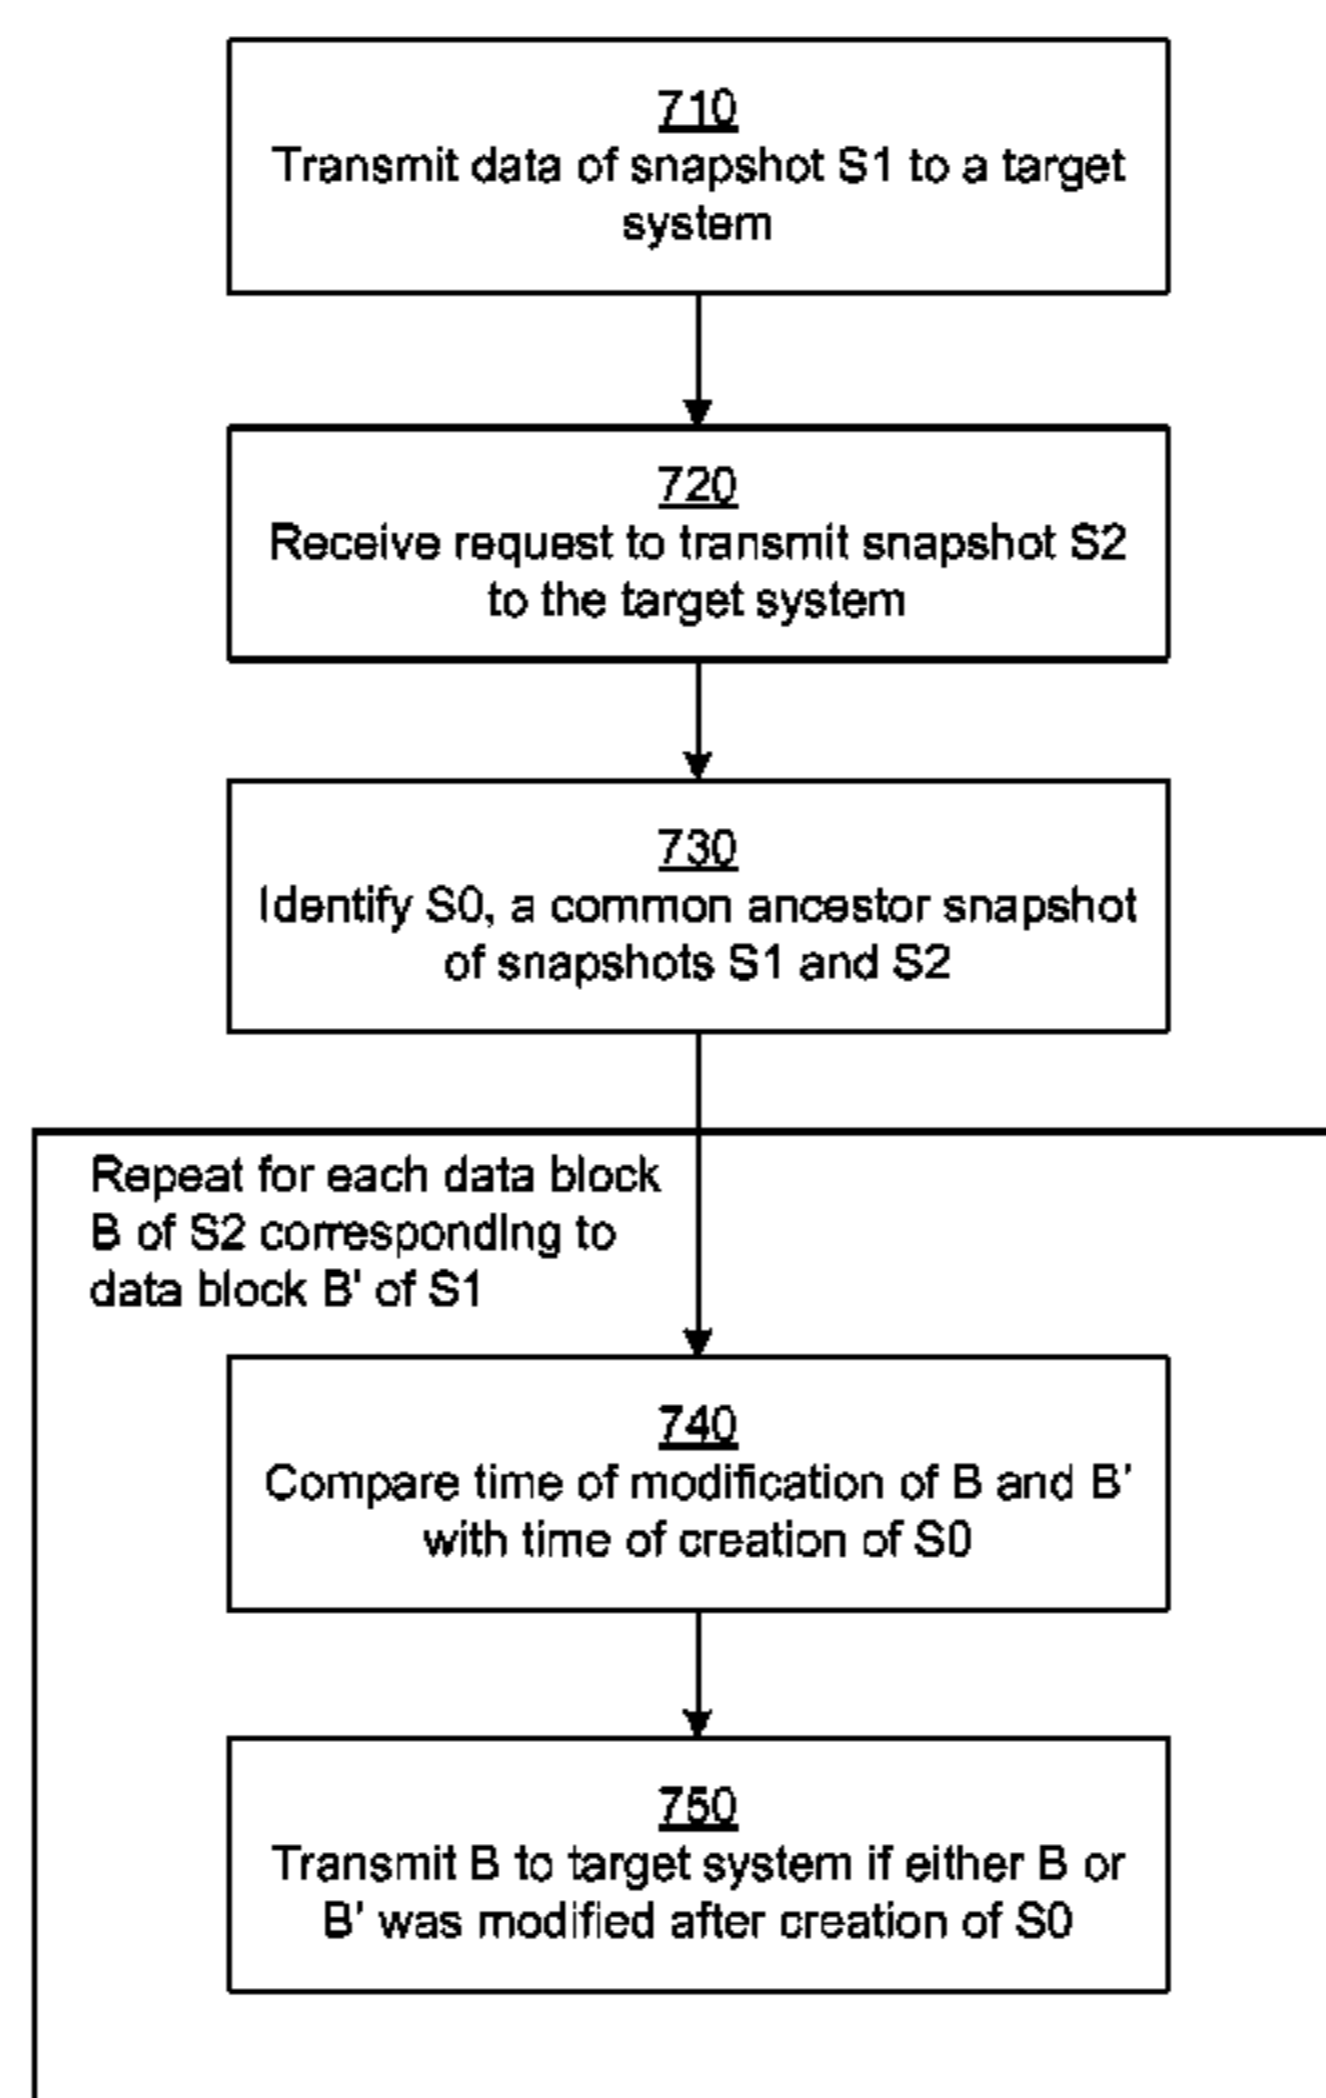 710
Transmit data of snapshot S1 to a target
system
720
Receive request to transmit snapshot S2
to the target system
730
Identify S0, a common ancestor snapshot
of snapshots S1 and S2
Repeat for each data block
B of S2 corresponding to
data block B' of S1
740
Compare time of modification of B and B'
with time of creation of S0
750
Transmit B to target system if either B or
B' was modified after creation of S0